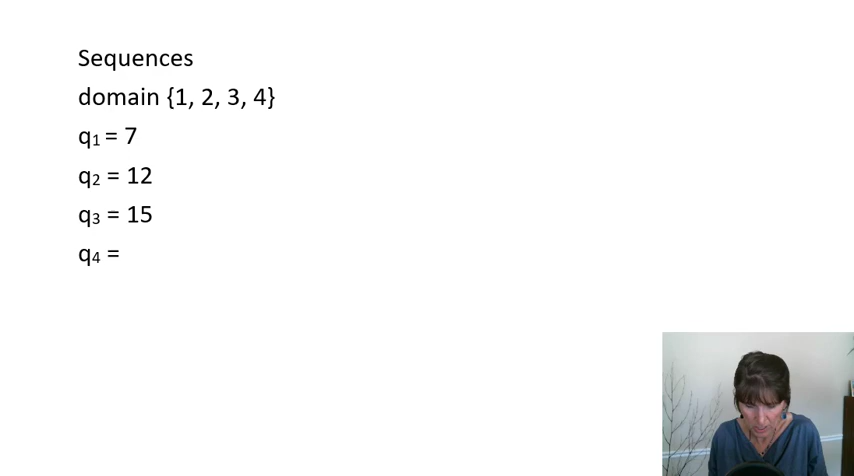 Sequences
domain {1, 2, 3, 4}
q₁ = 7
q₂ = 12
q₃ = 15
q₄ =